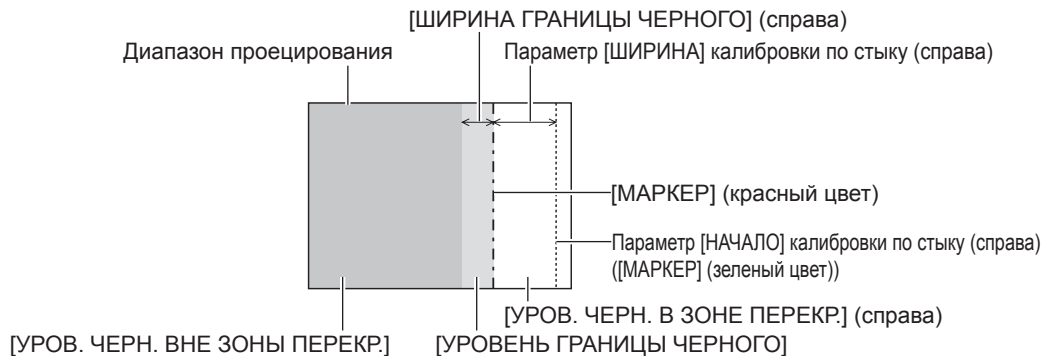 [ШИРИНА ГРАНИЦЫ ЧЕРНОГО] (справа)
Диапазон проецирования
Параметр [ШИРИНА] калибровки по стыку (справа)
[МАРКЕР] (красный цвет)
Параметр [НАЧАЛО] калибровки по стыку (справа)
([МАРКЕР] (зеленый цвет))
[УРОВ. ЧЕРН. В ЗОНЕ ПЕРЕКР.] (справа)
[УРОВ. ЧЕРН. ВНЕ ЗОНЫ ПЕРЕКР.]
[УРОВЕНЬ ГРАНИЦЫ ЧЕРНОГО]